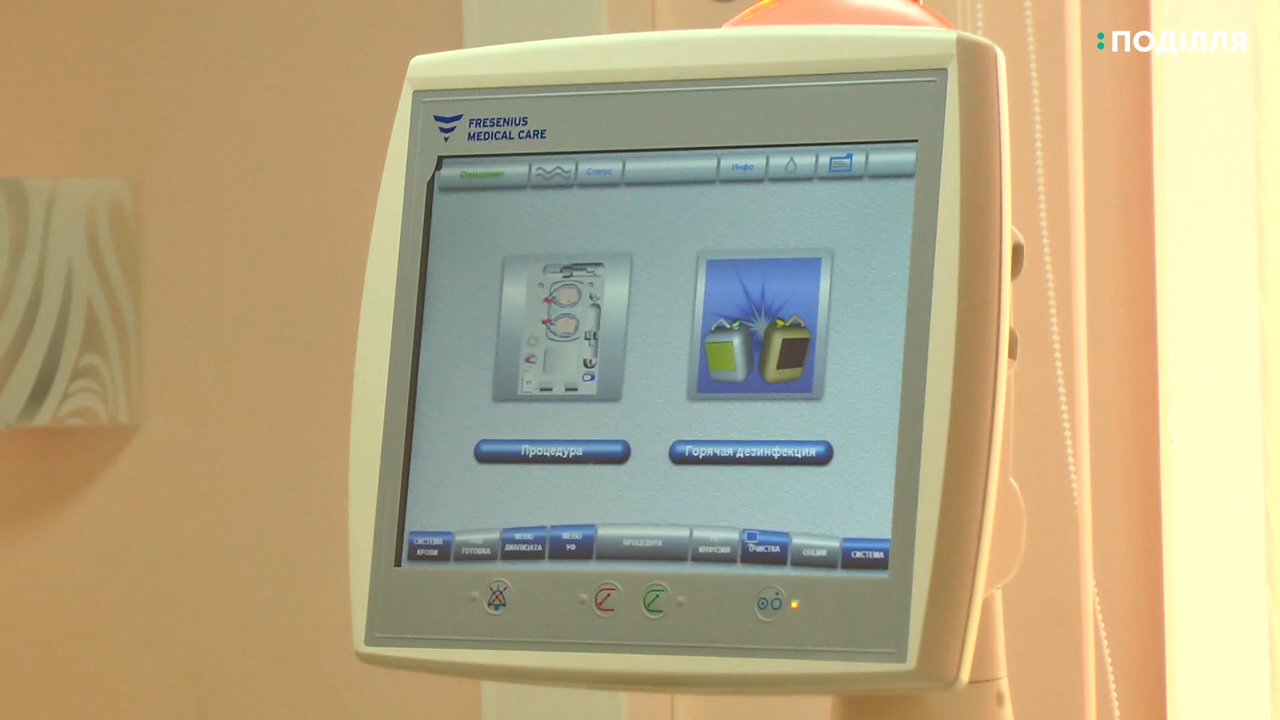 :ПОДІЛЛЯ
FRESENIUS
MEDICAL CARE
Ожидание
Статус
Инфо
Процедура
Горячая дезинфекция
СИСТЕМА
КРОВИ
ГОТОВКА
МЕНЮ
ДИАЛИЗАТА
МЕНЮ
УФ
ПРОЦЕДУРА
ИНФУЗИЯ
ОЧИСТКА
ОПЦИИ
СИСТЕМА